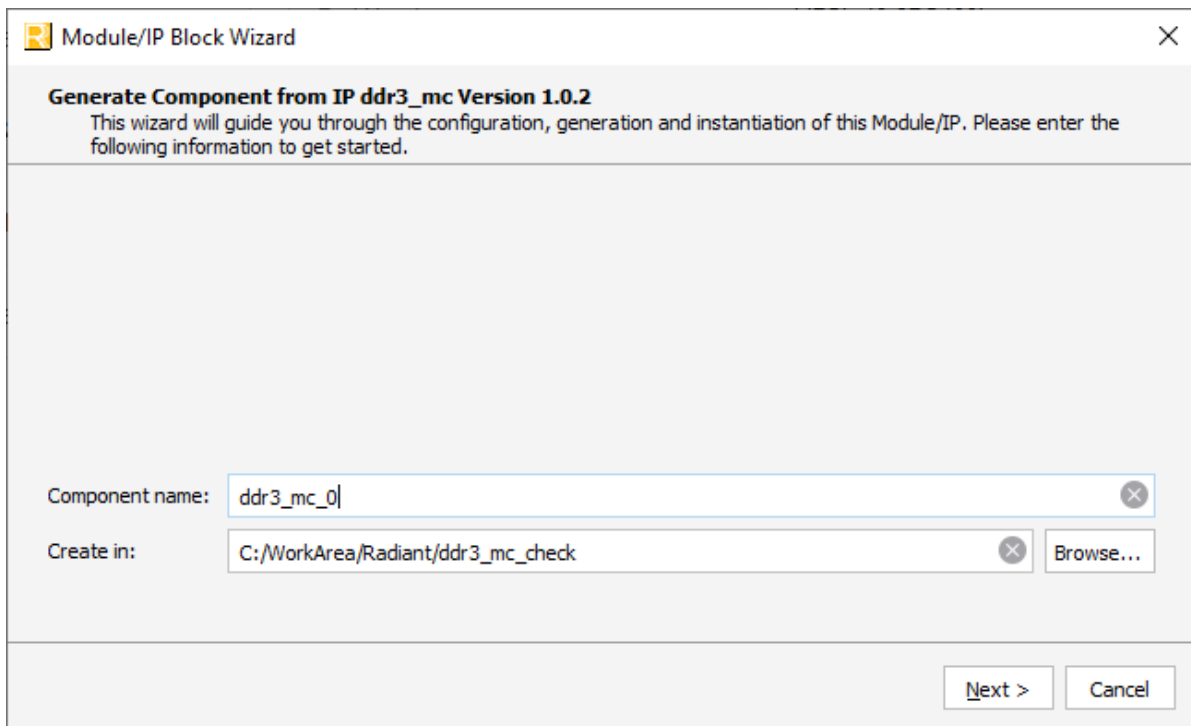 Module/IP Block Wizard
Generate Component from IP ddr3_mc Version 1.0.2
This wizard will guide you through the configuration, generation and instantiation of this Module/IP. Please enter the
following information to get started.
Component name: ddr3_mc_0
Create in: C:/WorkArea/Radiant/ddr3_mc_check Browse...
Next > Cancel